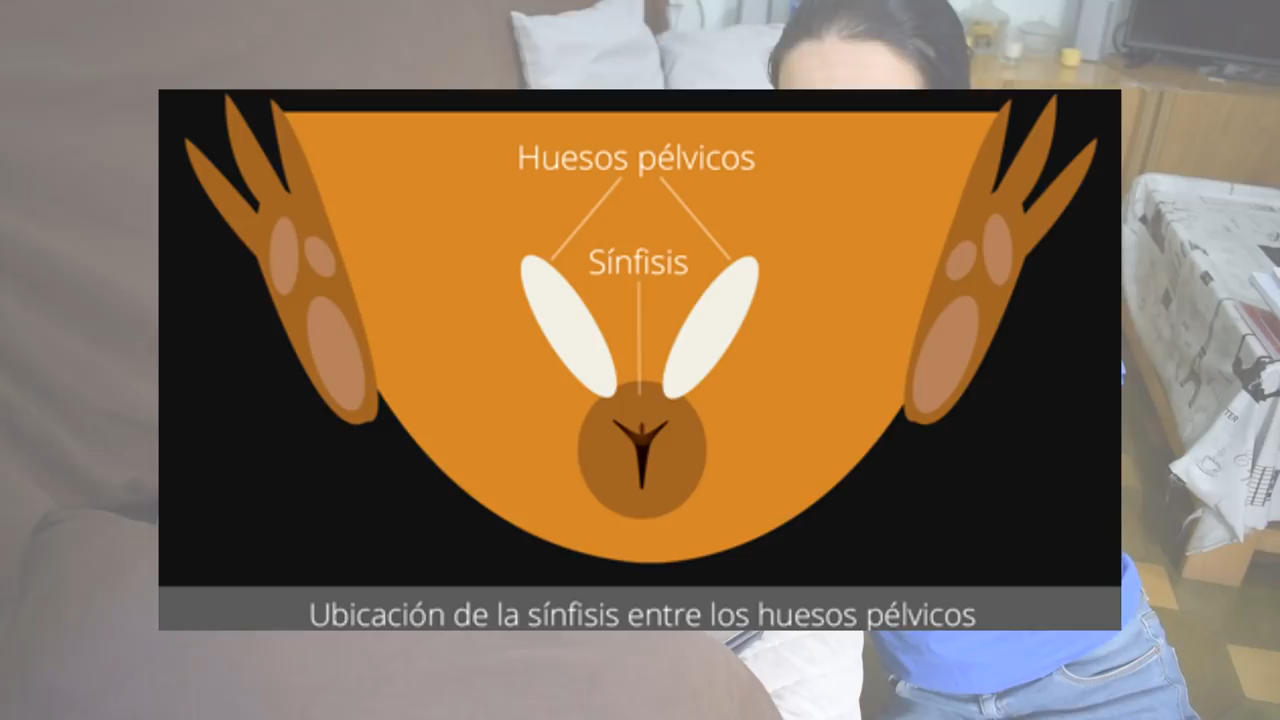 Huesos pélvicos
Sínfisis
Ubicación de la sínfisis entre los huesos pélvicos